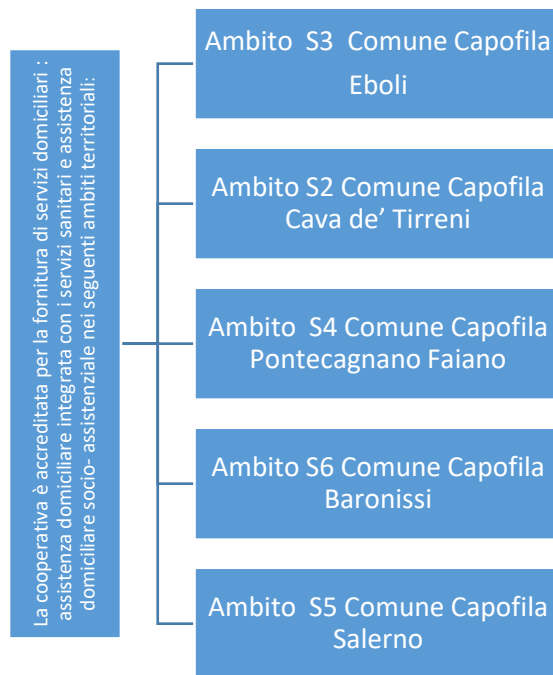 La cooperativa è accreditata per la fornitura di servizi domiciliari :
assistenza domiciliare integrata con i servizi sanitari e assistenza
domiciliare socio- assistenziale nei seguenti ambiti territoriali:
Ambito S3 Comune Capofila
Eboli
Ambito S2 Comune Capofila
Cava de’ Tirreni
Ambito S4 Comune Capofila
Pontecagnano Faiano
Ambito S6 Comune Capofila
Baronissi
Ambito S5 Comune Capofila
Salerno